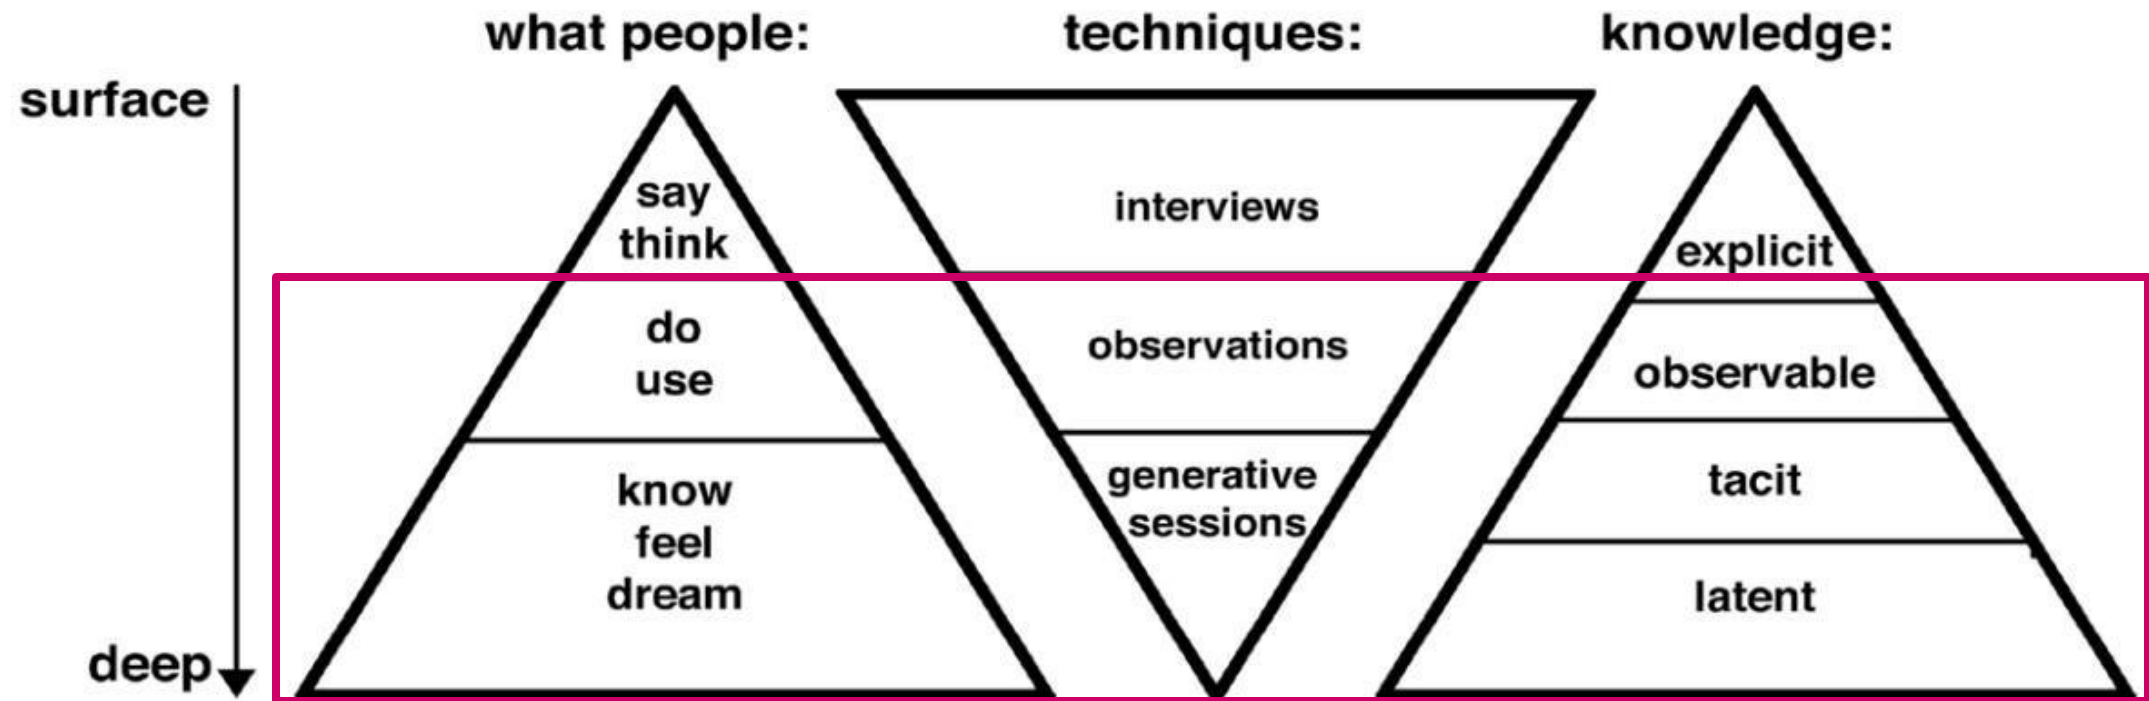 what people:
techniques:
knowledge:
surface
say
think
do
use
know
feel
dream
interviews
observations
generative
sessions
explicit
observable
tacit
latent
deep